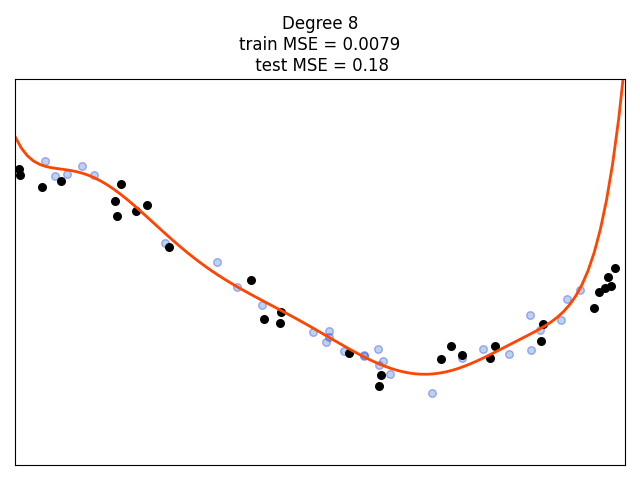 Degree 8
train MSE = 0.0079
test MSE = 0.18